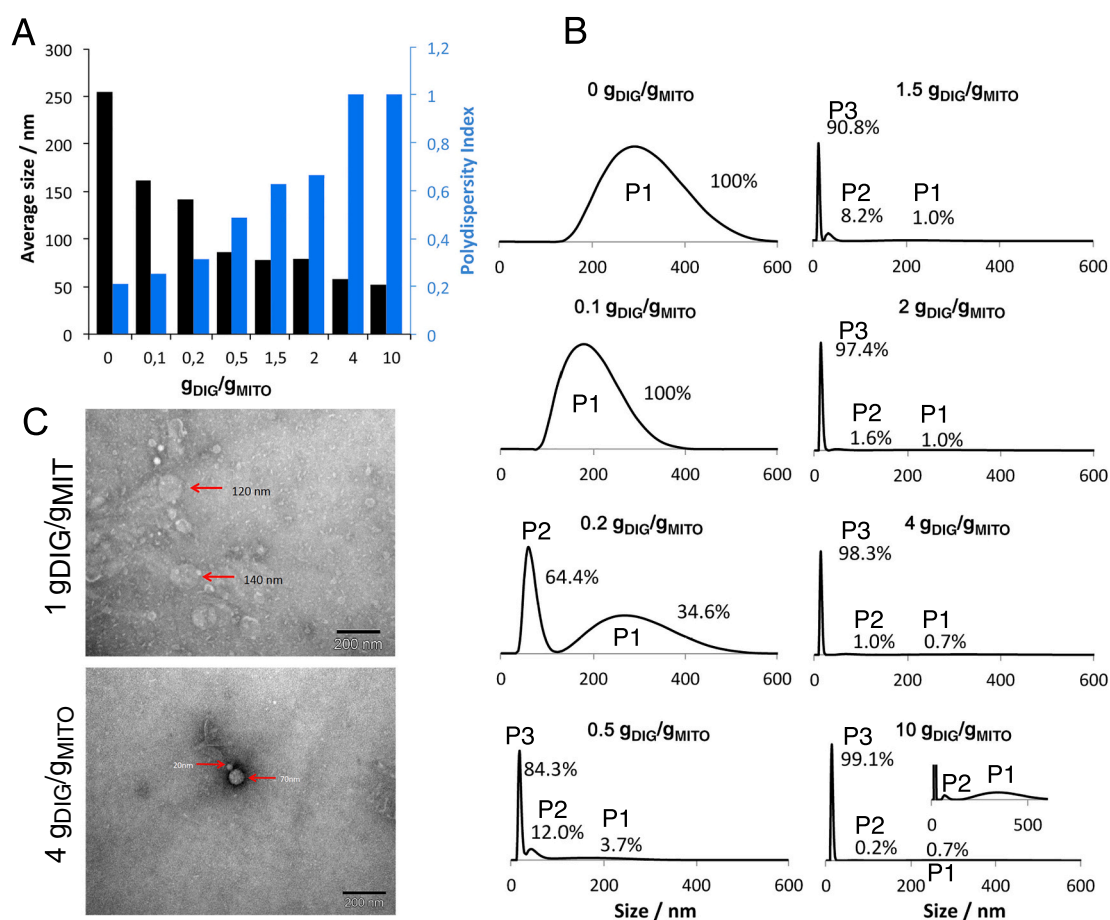 A
300
250
200
150
100
50
0
Average size / nm
1,2
1
0,8
0,6
0,4
0,2
0
Polydispersity Index
0 0,1 0,2 0,5 1,5 2 4 10
gDIG/gMITO
B
0 gDIG/gMITO
P1
100%
0 200 400 600
1.5 gDIG/gMITO
P3
90.8%
P2 P1
8.2% 1.0%
0 200 400 600
0.1 gDIG/gMITO
P1
100%
0 200 400 600
2 gDIG/gMITO
P3
97.4%
P2 P1
1.6% 1.0%
0 200 400 600
0.2 gDIG/gMITO
P2
64.4%
34.6%
P1
0 200 400 600
4 gDIG/gMITO
P3
98.3%
P2 P1
1.0% 0.7%
0 200 400 600
0.5 gDIG/gMITO
P3
84.3%
P2 P1
12.0% 3.7%
0 200 400 600
Size / nm
10 gDIG/gMITO
P3
99.1%
P2 P1
0 500
P2
0.2% 0.7%
P1
0 200 400 600
Size / nm
C
1 gDIG/gMIT
120 nm
140 nm
200 nm
4 gDIG/gMITO
20nm
70nm
200 nm